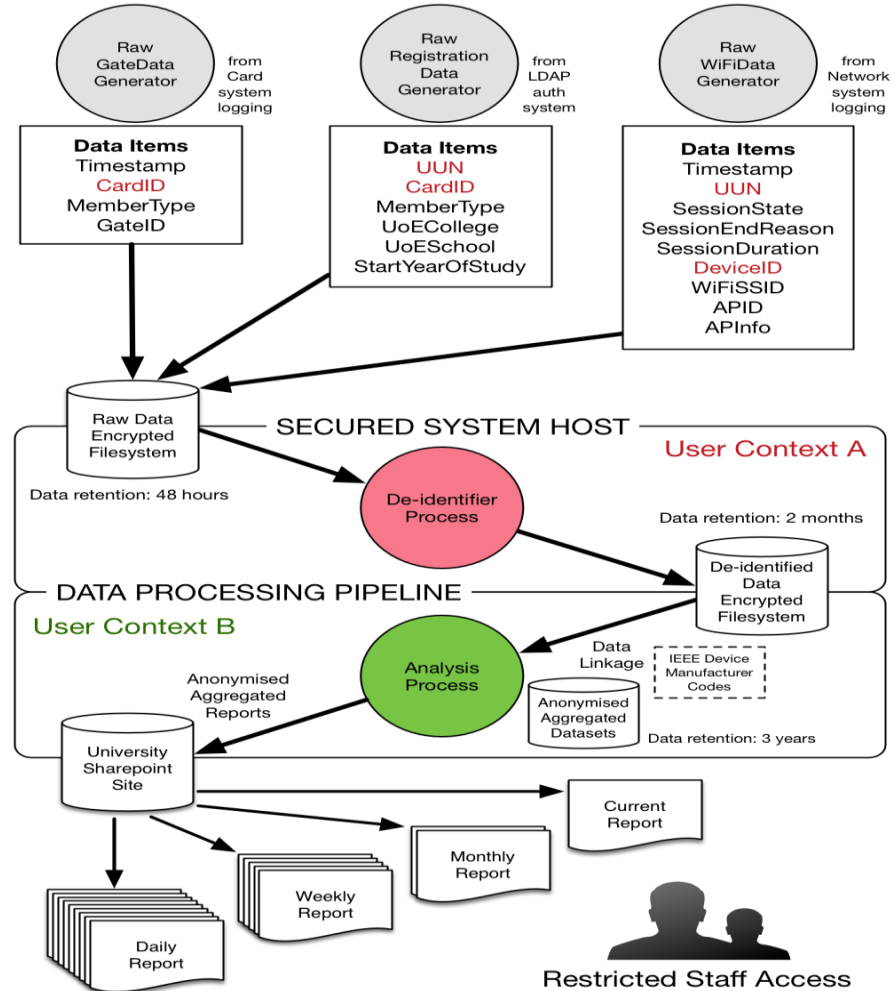 Raw
GateData
Generator
from
Card
system
logging
Raw
Registration
Data
Generator
from
LDAP
auth
system
Raw
WiFiData
Generator
from
Network
system
logging
Data Items
Timestamp
CardID
MemberType
GateID
Data Items
UUN
CardID
MemberType
UoECollege
UoESchool
StartYearOfStudy
Data Items
Timestamp
UUN
SessionState
SessionEndReason
SessionDuration
DeviceID
WiFiSSID
APID
APInfo
Raw Data
Encrypted
Filesystem
SECURED SYSTEM HOST
User Context A
Data retention: 48 hours
De-identifier
Process
Data retention: 2 months
De-identified
Data
Encrypted
Filesystem
DATA PROCESSING PIPELINE
User Context B
Analysis
Process
Data
Linkage
IEEE Device
Manufacturer
Codes
Anonymised
Aggregated
Reports
Anonymised
Aggregated
Datasets
Data retention: 3 years
University
Sharepoint
Site
Current
Report
Monthly
Report
Weekly
Report
Daily
Report
Restricted Staff Access